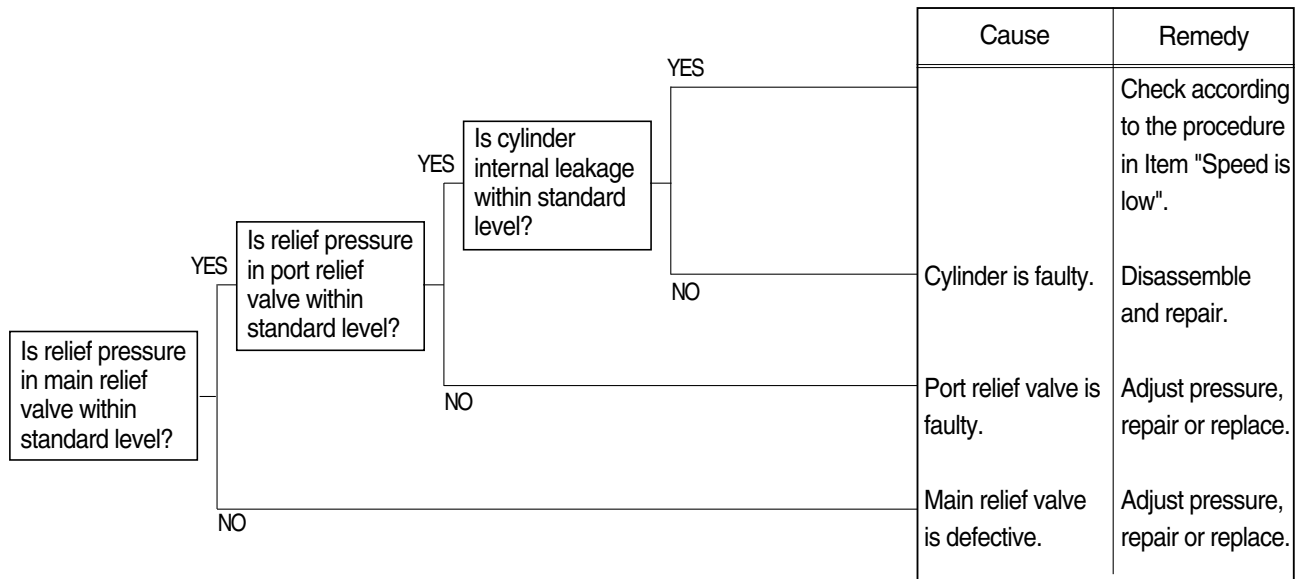 Cause
Remedy
YES
Check according
to the procedure
in Item "Speed is
low".
Is cylinder
internal leakage
within standard
level?
YES
NO
Cylinder is faulty.
Disassemble
and repair.
Is relief pressure
in port relief
valve within
standard level?
YES
NO
Port relief valve is
faulty.
Adjust pressure,
repair or replace.
Is relief pressure
in main relief
valve within
standard level?
NO
Main relief valve
is defective.
Adjust pressure,
repair or replace.